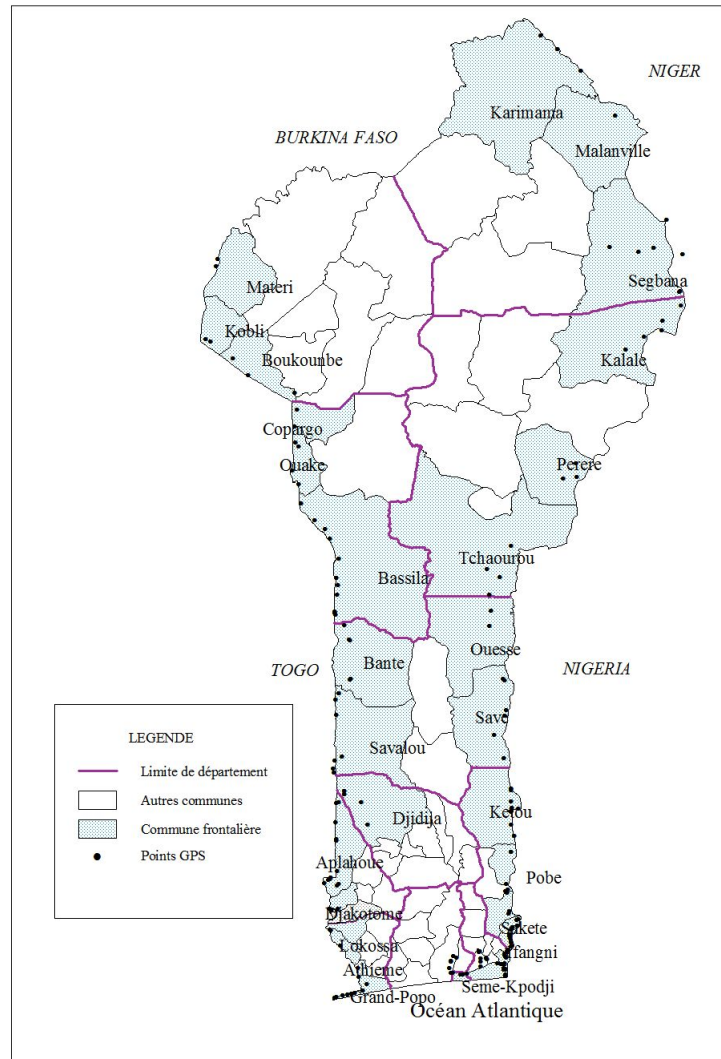 NIGER
Karimama
BURKINA FASO
Malanville
Segbana
Materi
Kobli
Boukounbe
Kalale
Copargo
Ouake
Perere
Tchaourou
Bassila
Ouesse
TOGO
Bante
NIGERIA
Save
LEGENDE
Savalou
Limite de département
Autres communes
Ketou
Djidija
Commune frontalière
Points GPS
Aplahoue
Pobe
Djakotome
Sakete
Lokossa
Ifangni
Athieme
Seme-Kpodji
Grand-Popo
Océan Atlantique